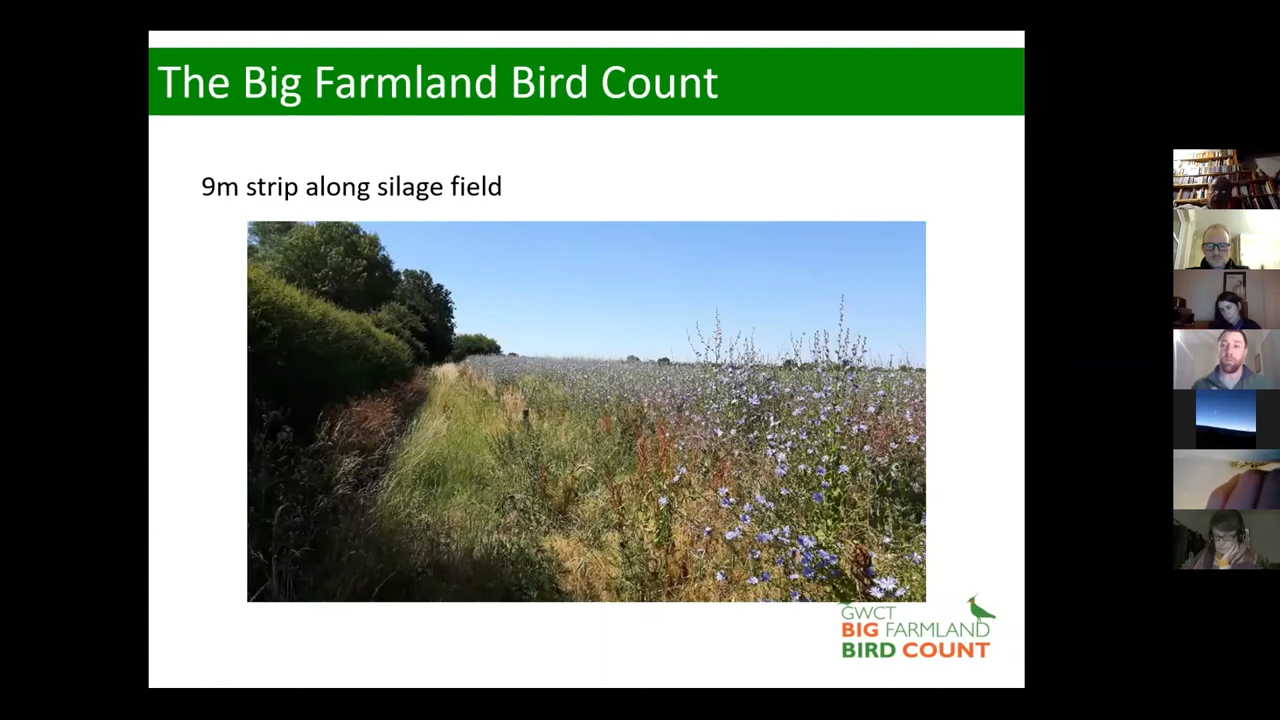 The Big Farmland Bird Count
9m strip along silage field
GWCT
BIG FARMLAND
BIRD COUNT